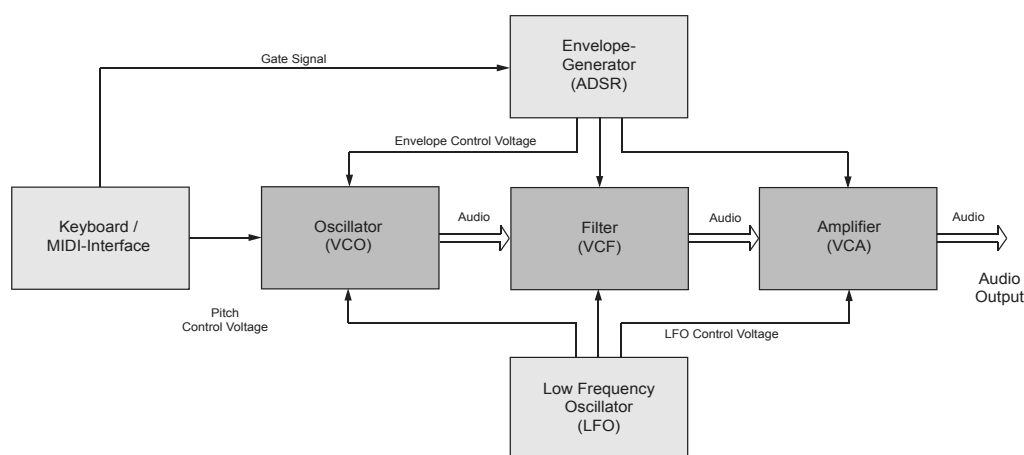 Envelope-
Generator
(ADSR)
Gate Signal
Envelope Control Voltage
Keyboard /
MIDI-Interface
Oscillator
(VCO)
Audio
Filter
(VCF)
Audio
Amplifier
(VCA)
Audio
Audio
Output
Pitch
Control Voltage
LFO Control Voltage
Low Frequency
Oscillator
(LFO)